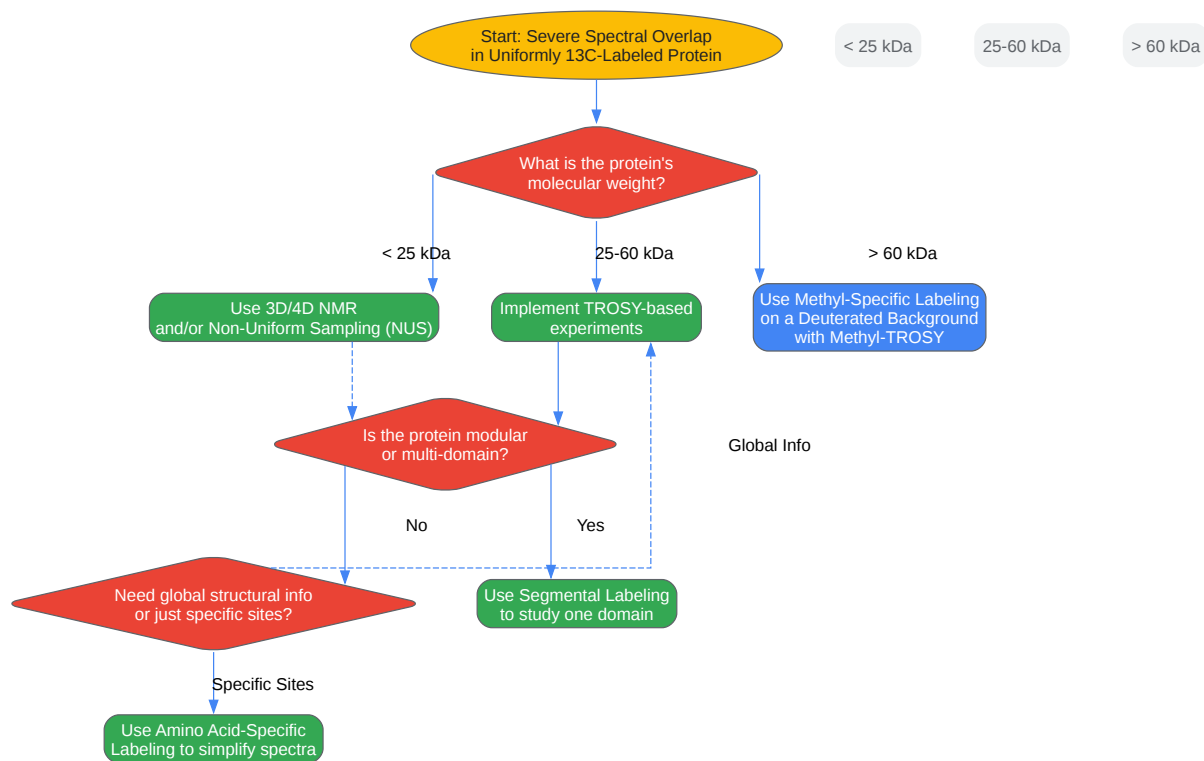 Start: Severe Spectral Overlap
in Uniformly 13C-Labeled Protein
< 25 kDa
25-60 kDa
> 60 kDa
What is the protein's
molecular weight?
< 25 kDa
25-60 kDa
> 60 kDa
Use 3D/4D NMR
and/or Non-Uniform Sampling (NUS)
Implement TROSY-based
experiments
Use Methyl-Specific Labeling
on a Deuterated Background
with Methyl-TROSY
Is the protein modular
or multi-domain?
Global Info
No
Yes
Need global structural info
or just specific sites?
Use Segmental Labeling
to study one domain
Specific Sites
Use Amino Acid-Specific
Labeling to simplify spectra